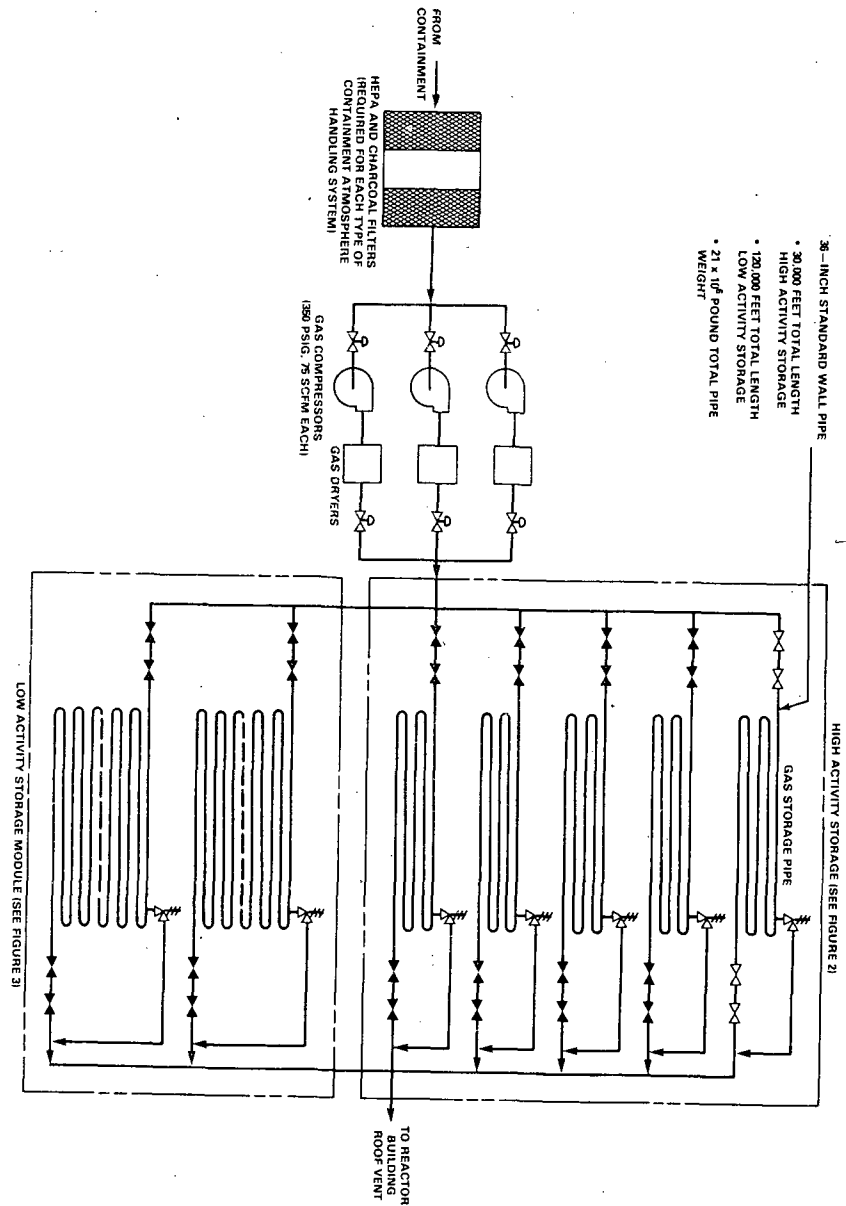 FROM
CONTAINMENT
HEPA AND CHARCOAL FILTERS
(REQUIRED FOR EACH TYPE OF
CONTAINMENT ATMOSPHERE
HANDLING SYSTEM)
36—INCH STANDARD WALL PIPE
• 30,000 FEET TOTAL LENGTH
HIGH ACTIVITY STORAGE
• 120,000 FEET TOTAL LENGTH
LOW ACTIVITY STORAGE
• 21 x 10⁶ POUND TOTAL PIPE
WEIGHT
GAS COMPRESSORS
(350 PSIG, 75 SCFM EACH)
GAS DRYERS
HIGH ACTIVITY STORAGE (SEE FIGURE 2)
GAS STORAGE PIPE
LOW ACTIVITY STORAGE MODULE (SEE FIGURE 3)
TO REACTOR
BUILDING
ROOF VENT